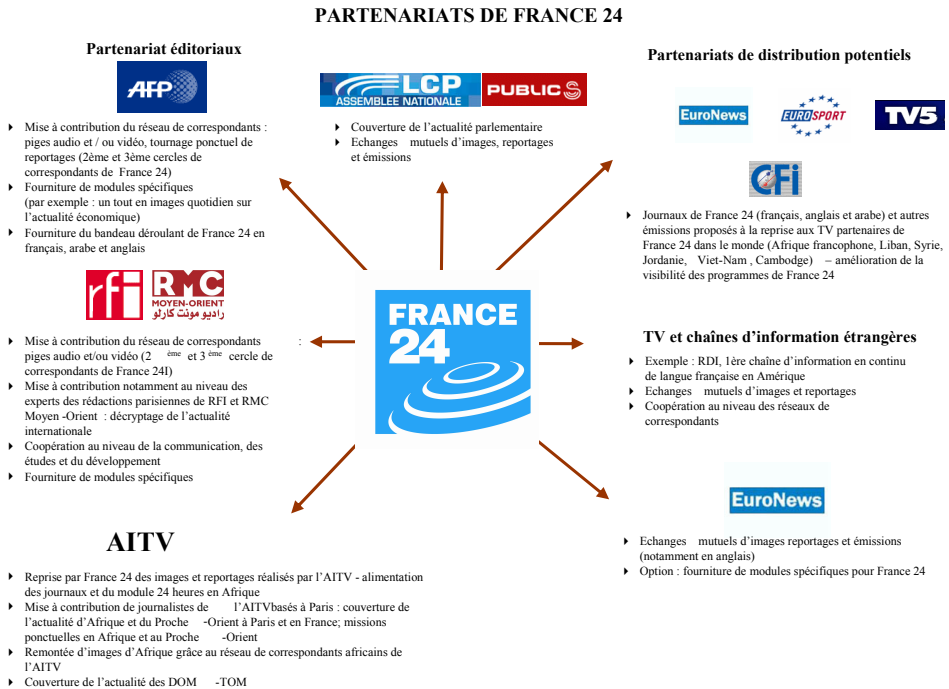 PARTENARIATS DE FRANCE 24
Partenariat éditoriaux
AFP
Mise à contribution du réseau de correspondants :
piges audio et / ou vidéo, tournage ponctuel de
reportages (2ème et 3ème cercles de
correspondants de France 24)
Fourniture de modules spécifiques
(par exemple : un tout en images quotidien sur
l'actualité économique)
Fourniture du bandeau déroulant de France 24 en
français, arabe et anglais
LCP
ASSEMBLEE NATIONALE
PUBLIC S
Couverture de l'actualité parlementaire
Echanges mutuels d'images, reportages
et émissions
Partenariats de distribution potentiels
EuroNews
EUROSPORT
TV5
CFi
Journaux de France 24 (français, anglais et arabe) et autres
émissions proposés à la reprise aux TV partenaires de
France 24 dans le monde (Afrique francophone, Liban, Syrie,
Jordanie, Viet-Nam , Cambodge) – amélioration de la
visibilité des programmes de France 24
rfi
RMC
MOYEN-ORIENT
راديو مونت كارلو
Mise à contribution du réseau de correspondants :
piges audio et/ou vidéo (2 ème et 3 ème cercle de
correspondants de France 24I)
Mise à contribution notamment au niveau des
experts des rédactions parisiennes de RFI et RMC
Moyen -Orient : décryptage de l'actualité
internationale
Coopération au niveau de la communication, des
études et du développement
Fourniture de modules spécifiques
FRANCE
24
TV et chaînes d'information étrangères
Exemple : RDI, 1ère chaîne d'information en continu
de langue française en Amérique
Echanges mutuels d'images et reportages
Coopération au niveau des réseaux de
correspondants
EuroNews
Echanges mutuels d'images reportages et émissions
(notamment en anglais)
Option : fourniture de modules spécifiques pour France 24
AITV
Reprise par France 24 des images et reportages réalisés par l'AITV - alimentation
des journaux et du module 24 heures en Afrique
Mise à contribution de journalistes de l'AITVbasés à Paris : couverture de
l'actualité d'Afrique et du Proche -Orient à Paris et en France; missions
ponctuelles en Afrique et au Proche -Orient
Remontée d'images d'Afrique grâce au réseau de correspondants africains de
l'AITV
Couverture de l'actualité des DOM -TOM